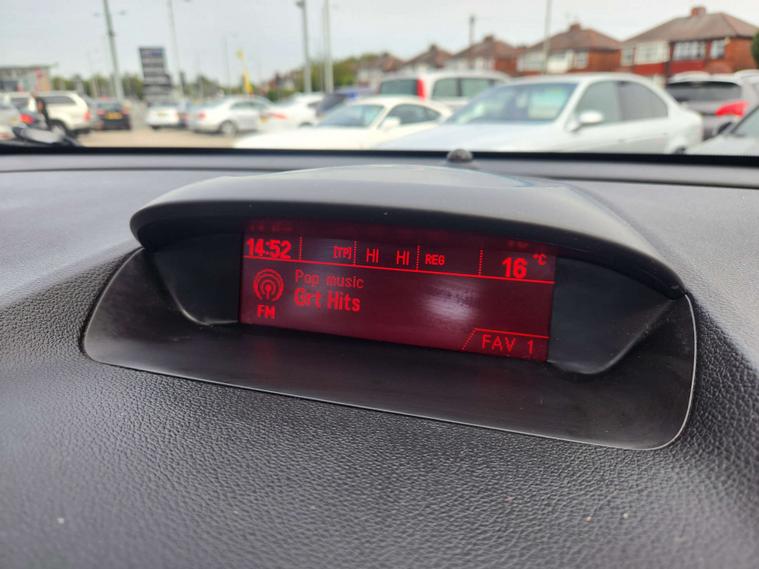 14:52 [TP] HI HI REG 16 °C
Pop music
Grt Hits
FM
FAV 1